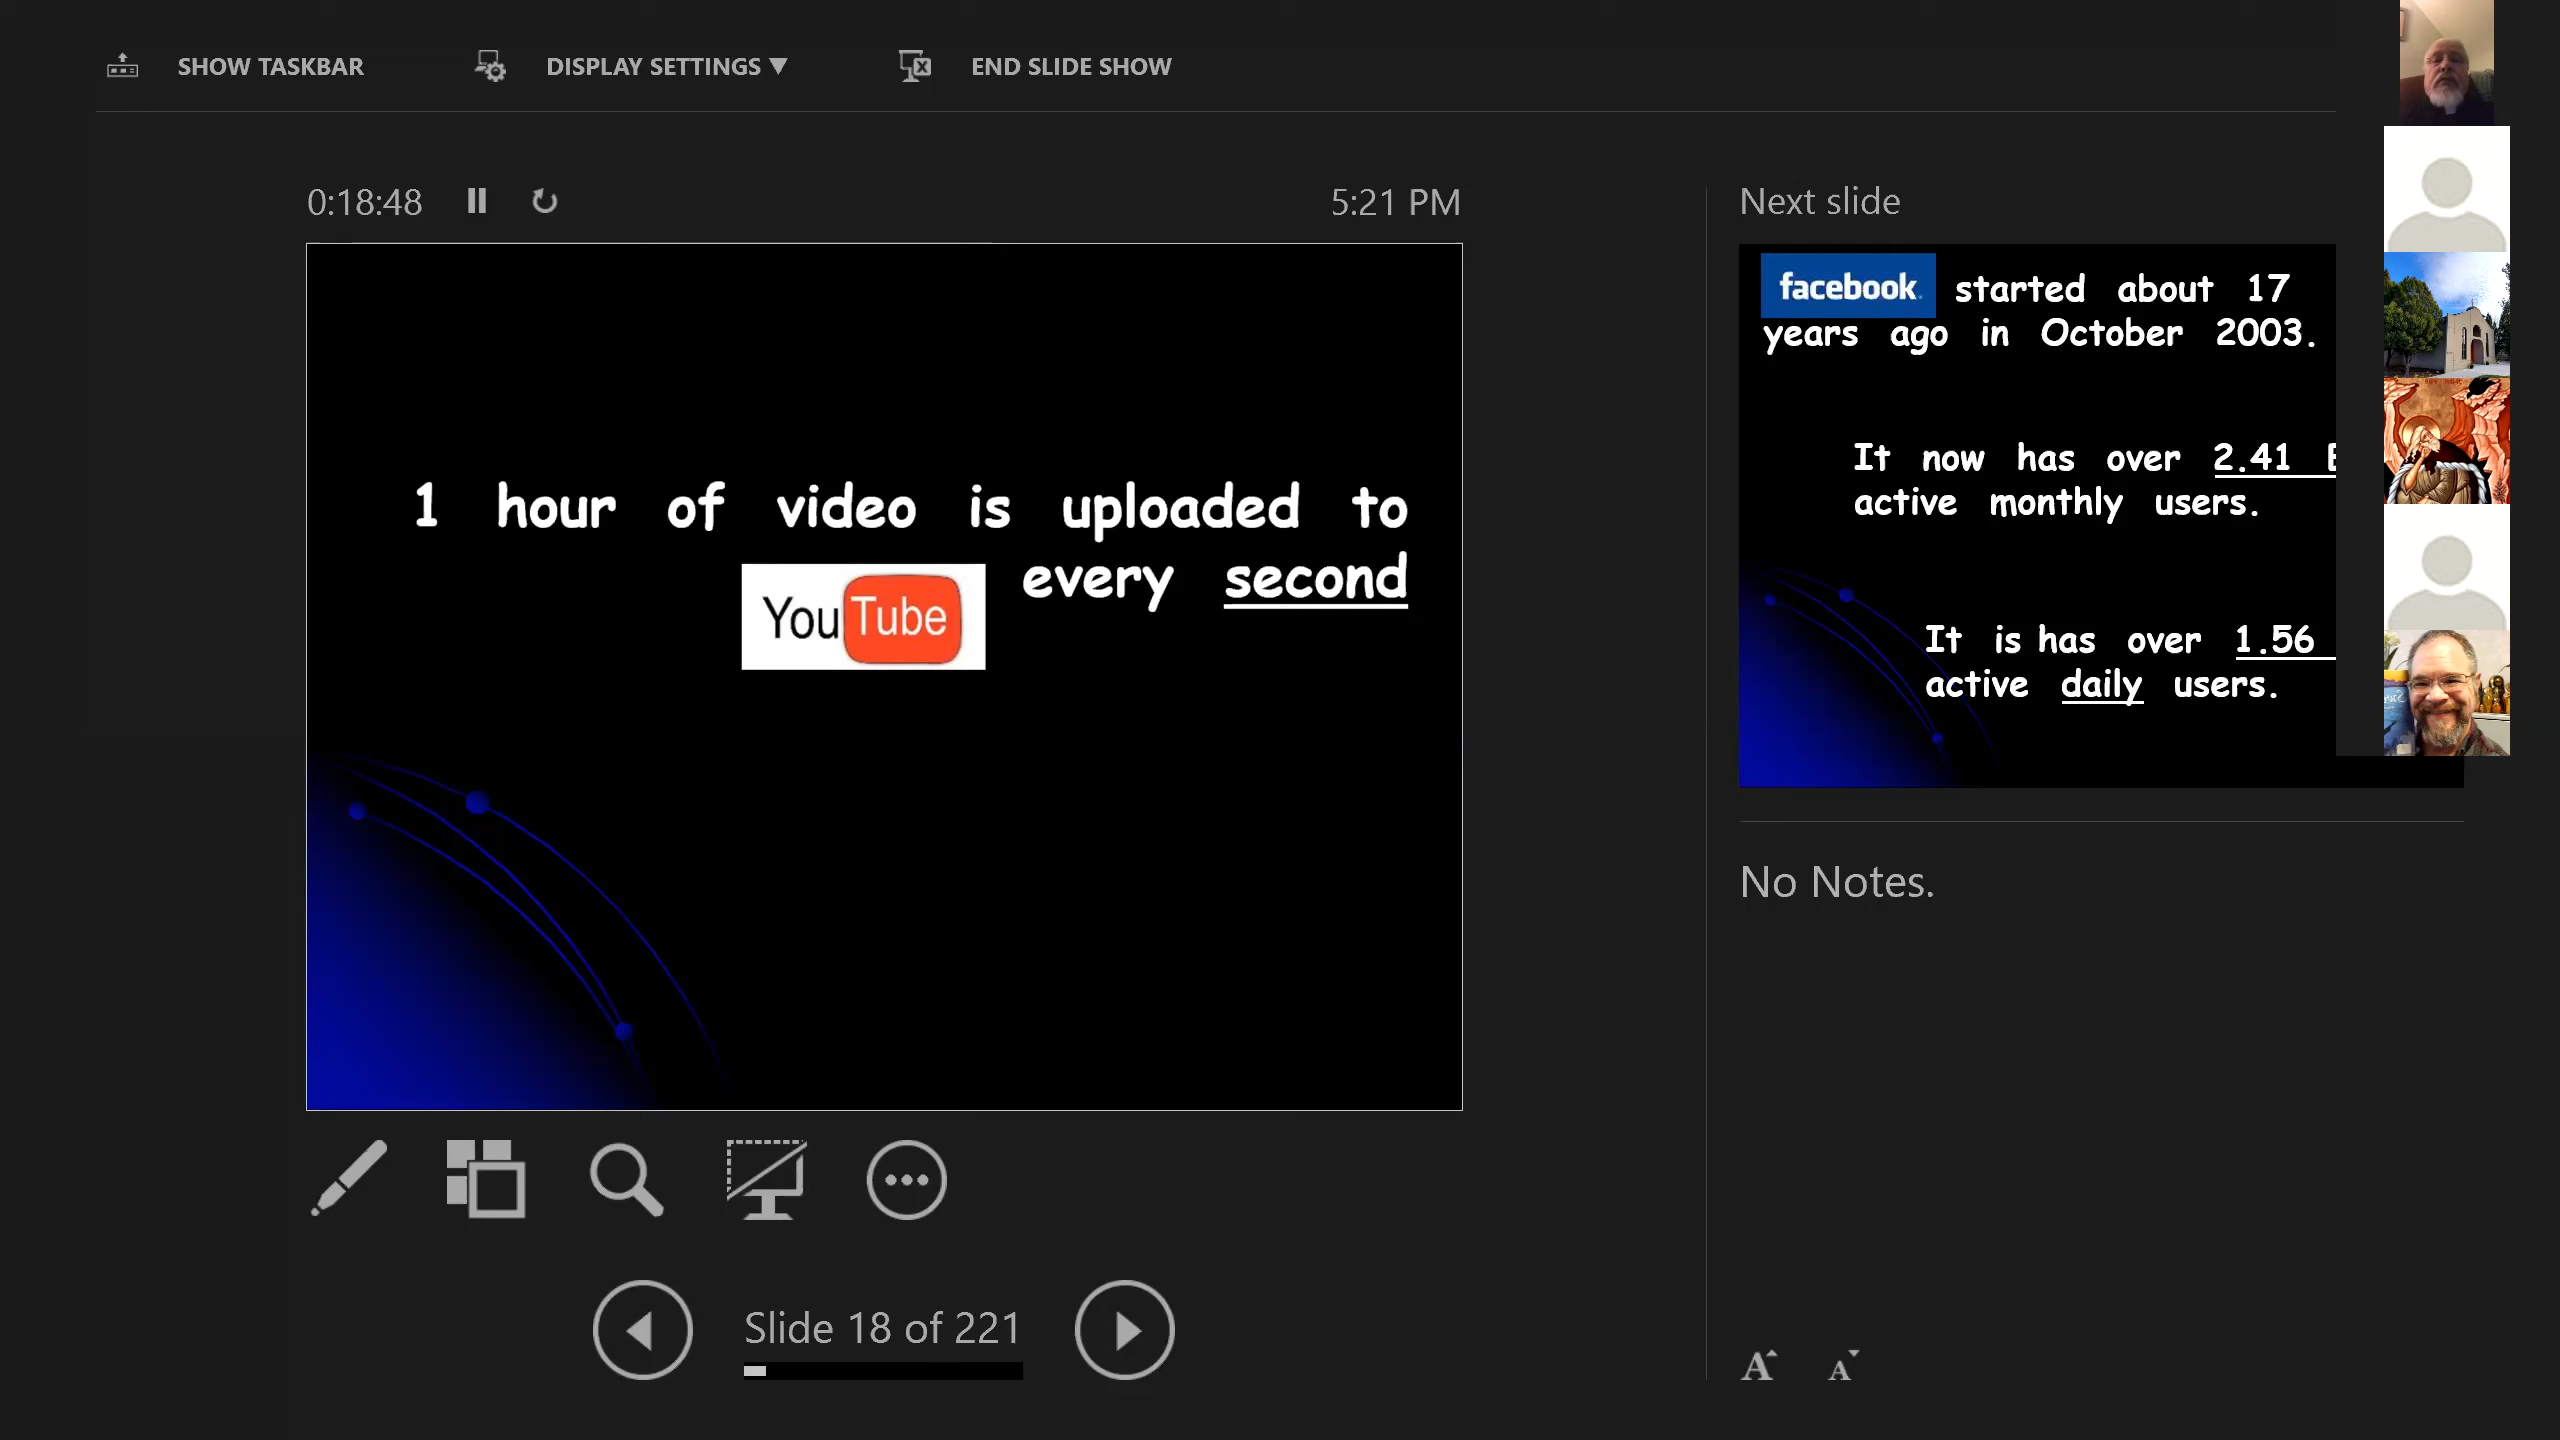 SHOW TASKBAR DISPLAY SETTINGS ▼ END SLIDE SHOW
0:18:48 5:21 PM
1 hour of video is uploaded to
YouTube every second
Next slide
facebook started about 17
years ago in October 2003.
It now has over 2.41
active monthly users.
It is has over 1.56
active daily users.
No Notes.
Slide 18 of 221
A A